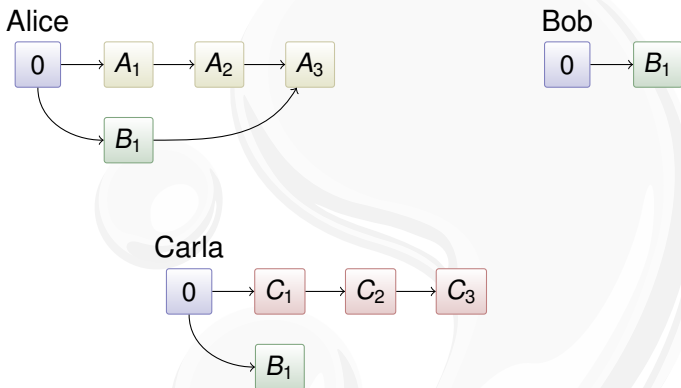 Alice
0 A₁ A₂ A₃
B₁
Bob
0 B₁
Carla
0 C₁ C₂ C₃
B₁